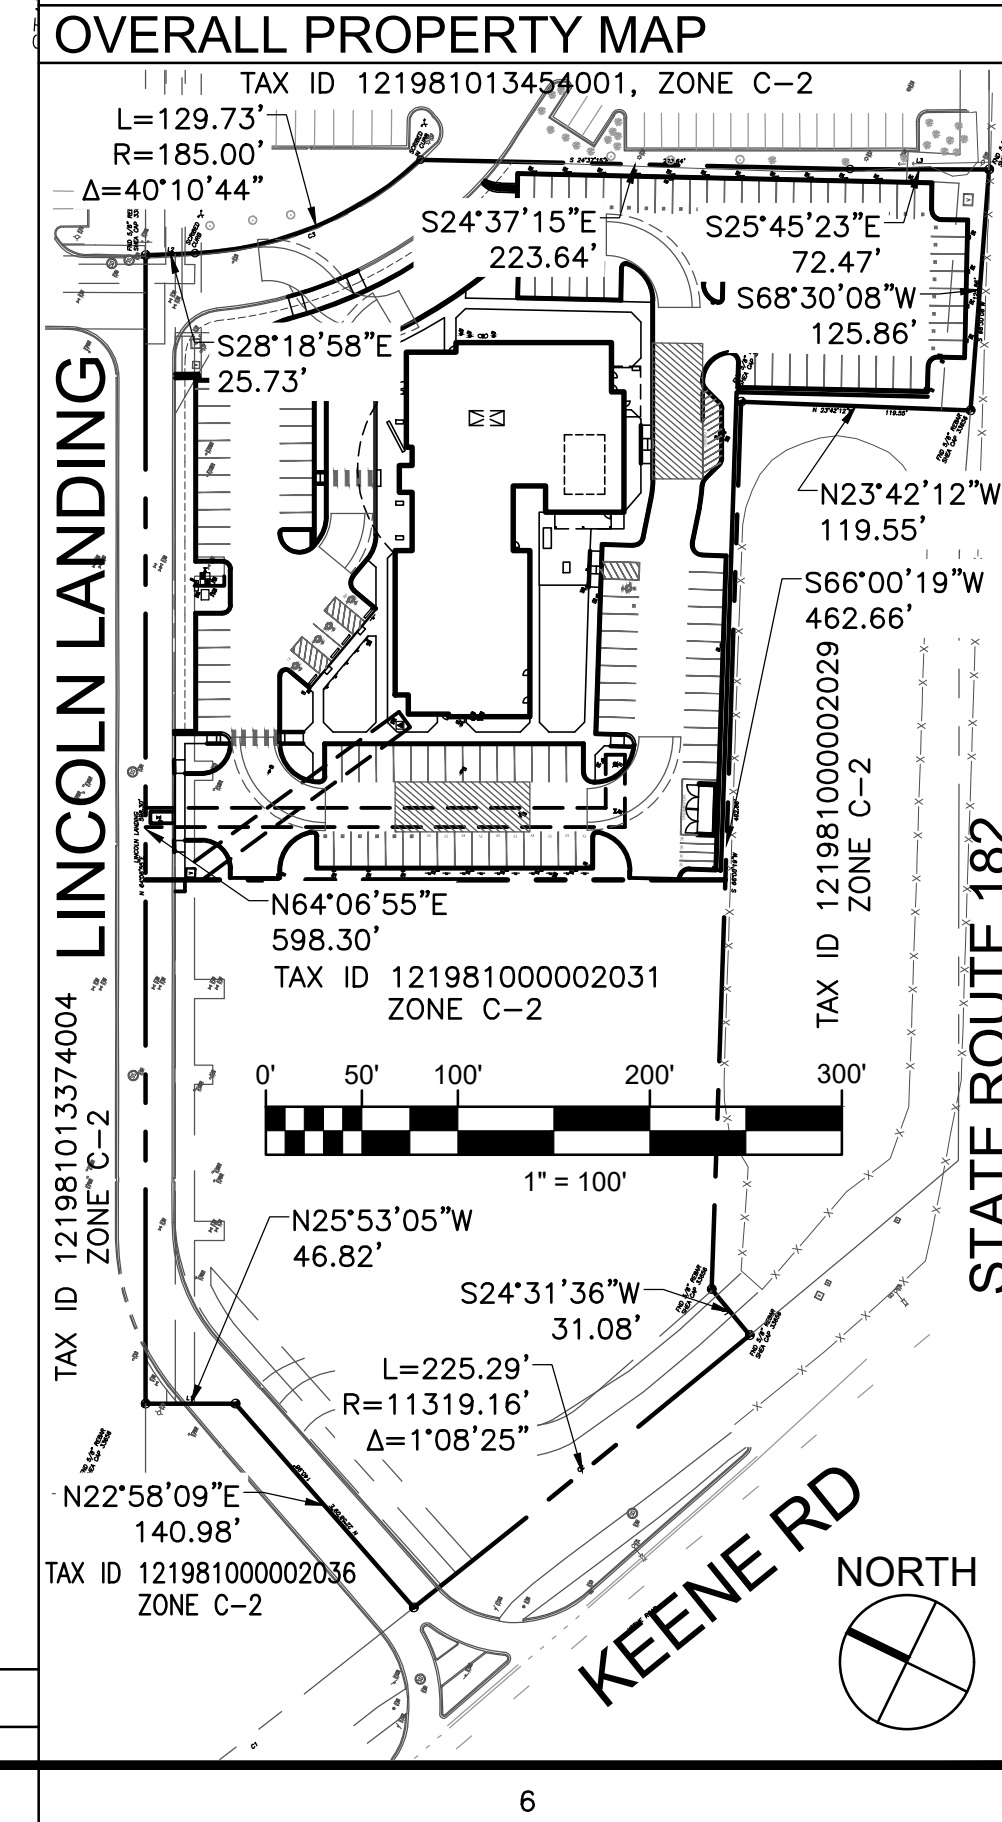 OVERALL PROPERTY MAP
TAX ID 121981013454001, ZONE C-2
L=129.73'
R=185.00'
Δ=40°10'44"
S24°37'15"E
223.64'
S25°45'23"E
72.47'
S68°30'08"W
125.86'
S28°18'58"E
25.73'
N 23°42'12"W 119.55'
N23°42'12"W
119.55'
S66°00'19"W
462.66'
LINCOLN LANDING
TAX ID 121981000002029
ZONE C-2
STATE ROUTE 182
N64°06'55"E
598.30'
TAX ID 121981000002031
ZONE C-2
TAX ID 121981013374004
ZONE C-2
0' 50' 100' 200' 300'
1" = 100'
N25°53'05"W
46.82'
S24°31'36"W
31.08'
L=225.29'
R=11319.16'
Δ=1°08'25"
N22°58'09"E
140.98'
TAX ID 121981000002036
ZONE C-2
KEENE RD
NORTH
6